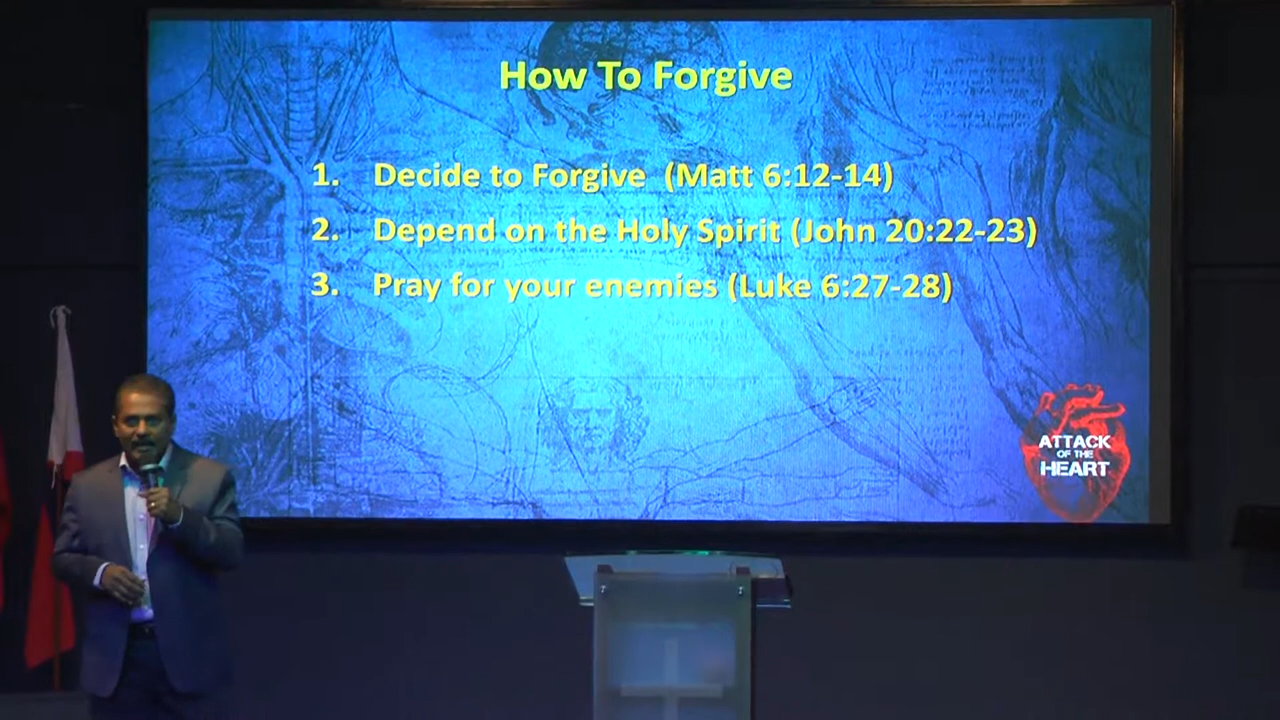 How To Forgive
1. Decide to Forgive (Matt 6:12-14)
2. Depend on the Holy Spirit (John 20:22-23)
3. Pray for your enemies (Luke 6:27-28)
ATTACK
OF THE
HEART